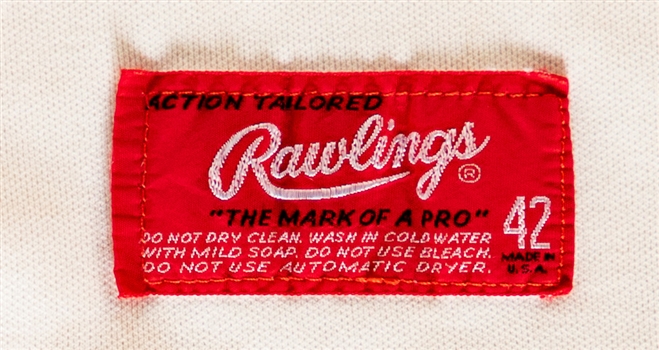 ACTION TAILORED
Rawlings®
"THE MARK OF A PRO"
42
DO NOT DRY CLEAN. WASH IN COLD WATER
WITH MILD SOAP. DO NOT USE BLEACH.
DO NOT USE AUTOMATIC DRYER.
MADE IN
U.S.A.